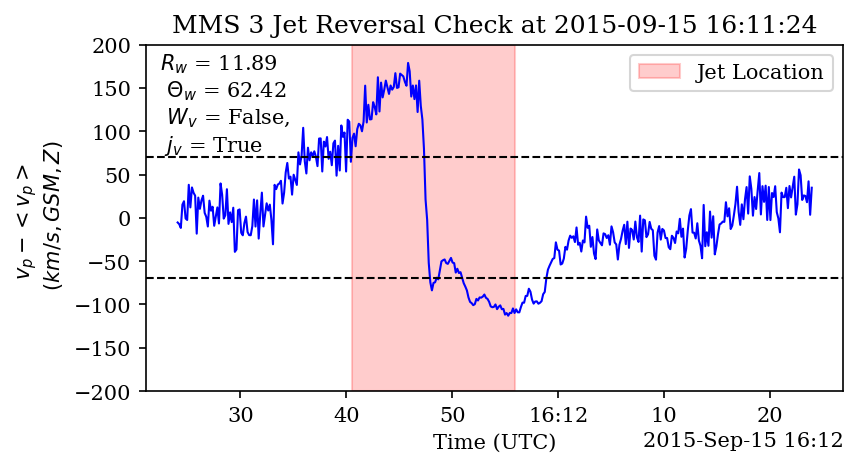 MMS 3 Jet Reversal Check at 2015-09-15 16:11:24
R_w = 11.89
Θ_w = 62.42
W_v = False,
j_v = True
Jet Location
200
150
100
50
0
−50
−100
−150
−200
v_p − < v_p >
(km/s, GSM, Z)
30
40
50
16:12
10
20
Time (UTC)
2015-Sep-15 16:12